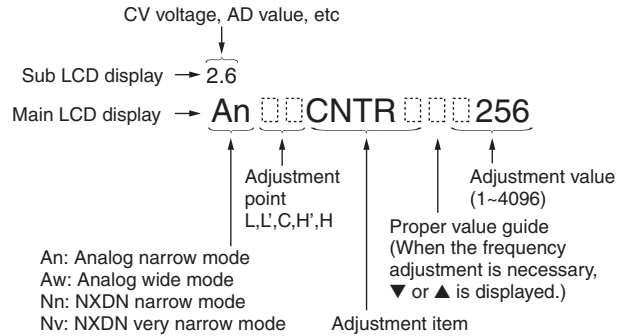 CV voltage, AD value, etc
Sub LCD display
2.6
Main LCD display
An CNTR 256
Adjustment
point
L,L',C,H',H
Adjustment value
(1~4096)
Proper value guide
(When the frequency
adjustment is necessary,
▼ or ▲ is displayed.)
An: Analog narrow mode
Aw: Analog wide mode
Nn: NXDN narrow mode
Nv: NXDN very narrow mode
Adjustment item